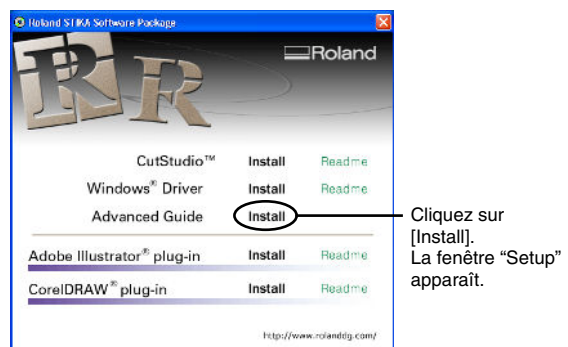 Roland STIKA Software Package
Roland
CutStudio™ Install Readme
Windows® Driver Install Readme
Advanced Guide Install
Adobe Illustrator® plug-in Install Readme
CorelDRAW® plug-in Install Readme
http://www.rolanddg.com/
Cliquez sur
[Install].
La fenêtre “Setup”
apparaît.